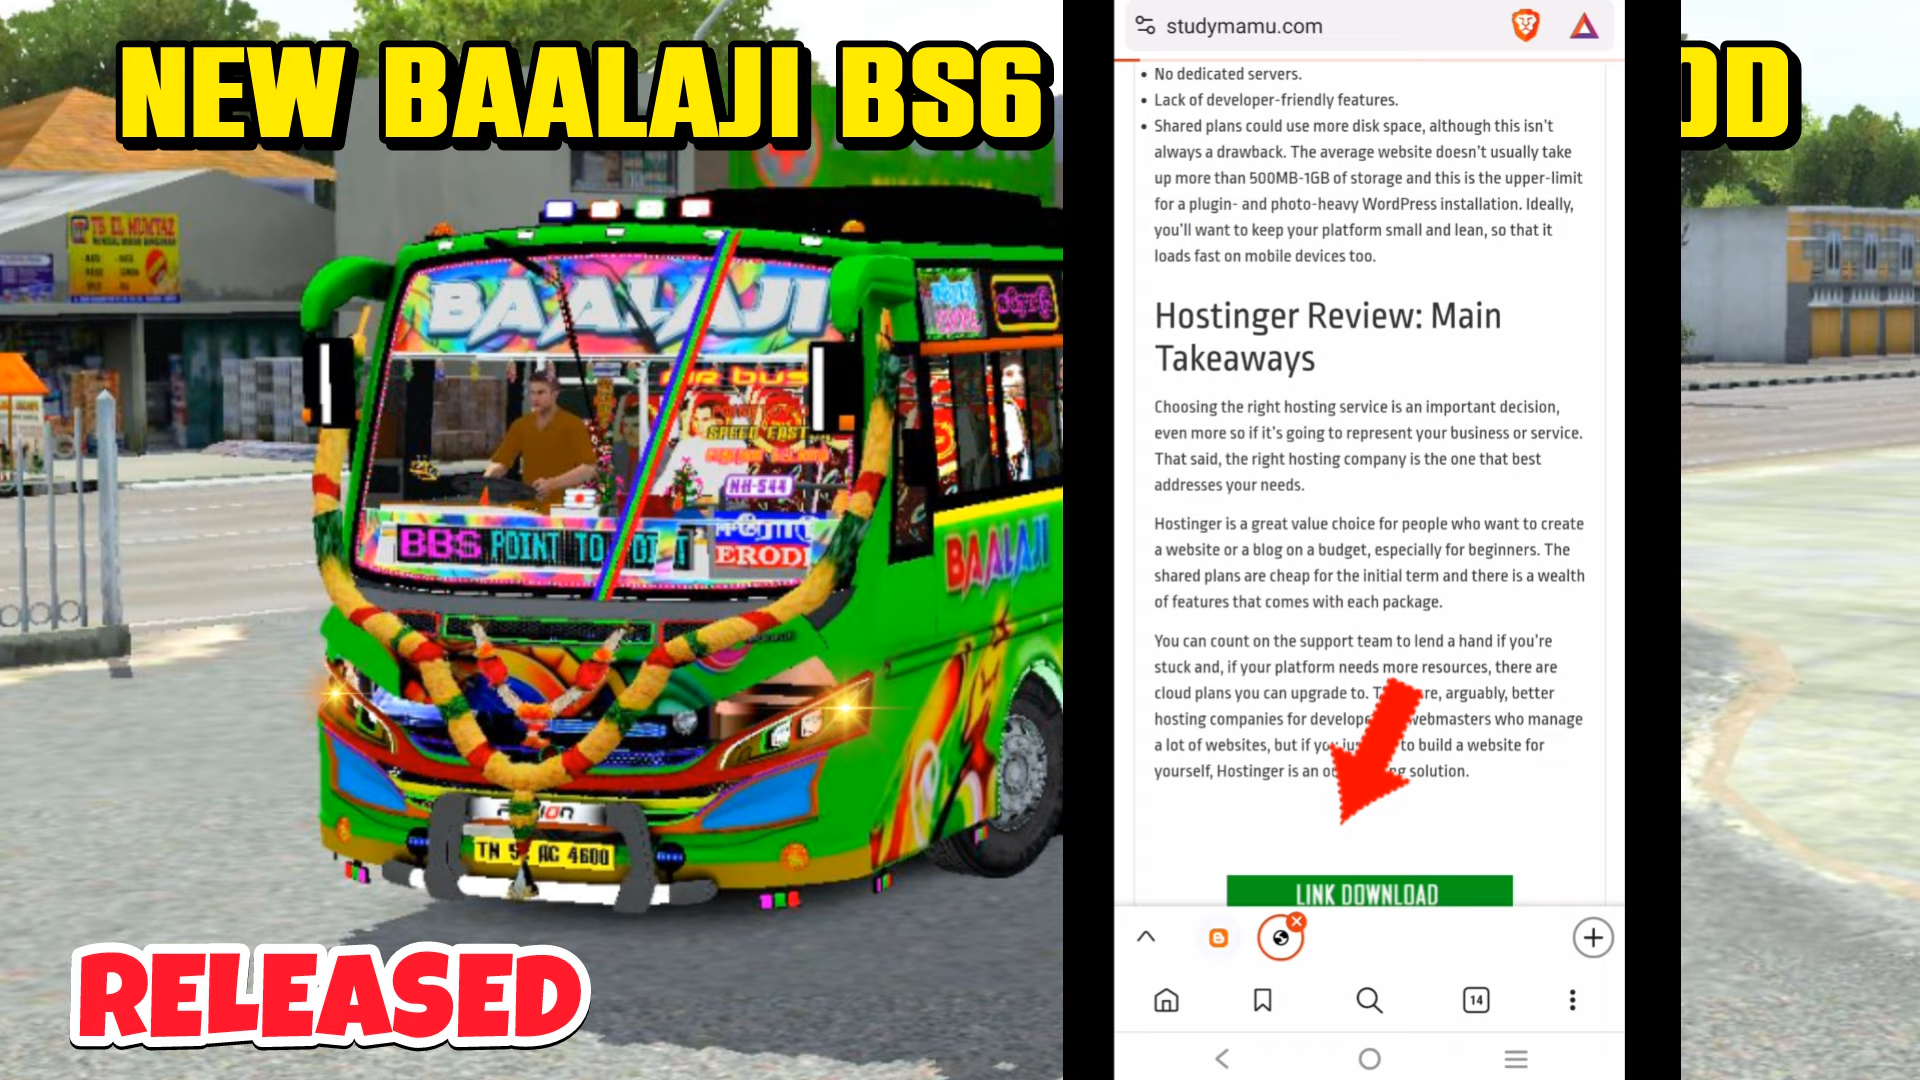 NEW BAALAJI BS6
OD
TB. EL MUMTAZ
BAALAJI
AIR BUS
SPEED FAST
NH-544
BBS POINT TO
ஈரோடு
ERODE
BAALAJI
TN 5 AC 4600
RELEASED
studymamu.com
• No dedicated servers.
• Lack of developer-friendly features.
• Shared plans could use more disk space, although this isn't
always a drawback. The average website doesn't usually take
up more than 500MB-1GB of storage and this is the upper-limit
for a plugin- and photo-heavy WordPress installation. Ideally,
you'll want to keep your platform small and lean, so that it
loads fast on mobile devices too.
Hostinger Review: Main
Takeaways
Choosing the right hosting service is an important decision,
even more so if it's going to represent your business or service.
That said, the right hosting company is the one that best
addresses your needs.
Hostinger is a great value choice for people who want to create
a website or a blog on a budget, especially for beginners. The
shared plans are cheap for the initial term and there is a wealth
of features that comes with each package.
You can count on the support team to lend a hand if you're
stuck and, if your platform needs more resources, there are
cloud plans you can upgrade to. T re, arguably, better
hosting companies for develope webmasters who manage
a lot of websites, but if you jus to build a website for
yourself, Hostinger is an o g solution.
LINK DOWNLOAD
14